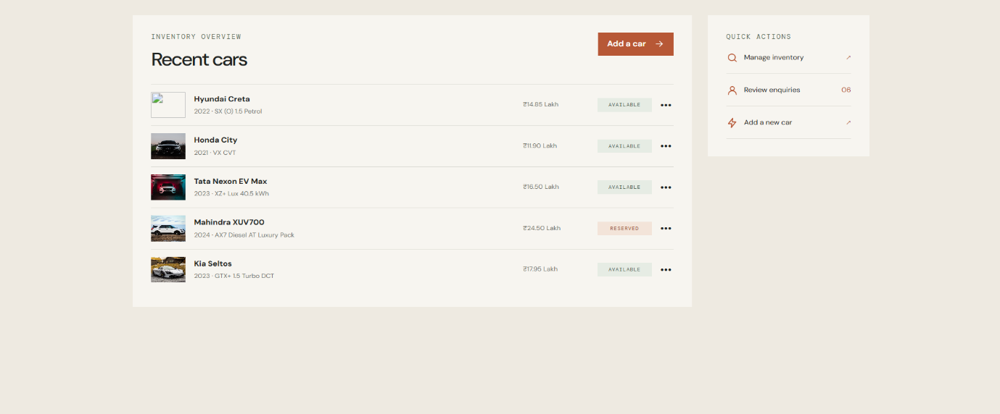 INVENTORY OVERVIEW
Recent cars
Add a car →
Hyundai Creta
2022 · SX (O) 1.5 Petrol
₹14.85 Lakh
AVAILABLE
Honda City
2021 · VX CVT
₹11.90 Lakh
AVAILABLE
Tata Nexon EV Max
2023 · XZ+ Lux 40.5 kWh
₹16.50 Lakh
AVAILABLE
Mahindra XUV700
2024 · AX7 Diesel AT Luxury Pack
₹24.50 Lakh
RESERVED
Kia Seltos
2023 · GTX+ 1.5 Turbo DCT
₹17.95 Lakh
AVAILABLE
QUICK ACTIONS
Manage inventory ↗
Review enquiries 06
Add a new car ↗